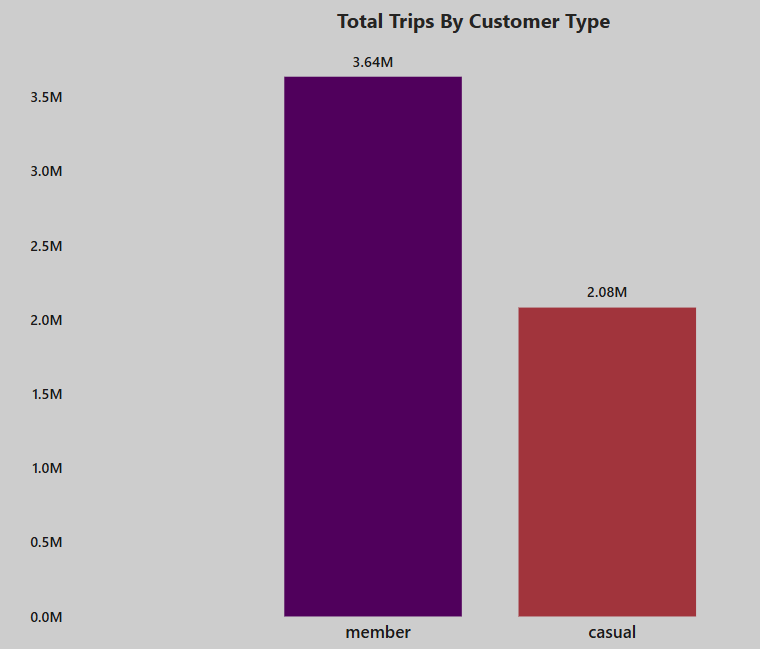 Total Trips By Customer Type
3.64M
3.5M
3.0M
2.5M
2.08M
2.0M
1.5M
1.0M
0.5M
0.0M
member casual